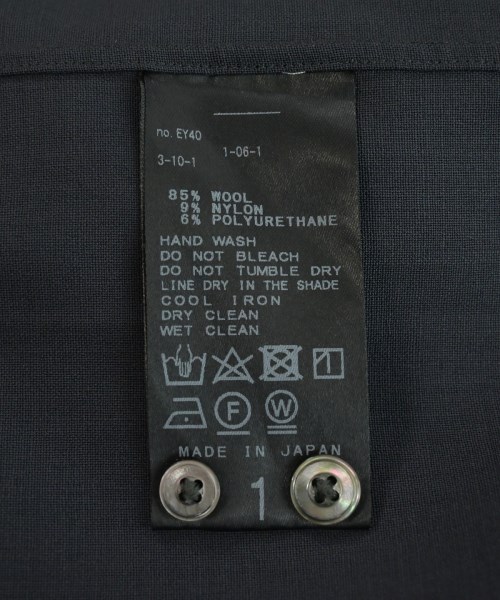 no. EY40
1-06-1
3-10-1
85% WOOL
9% NYLON
6% POLYURETHANE
HAND WASH
DO NOT BLEACH
DO NOT TUMBLE DRY
LINE DRY IN THE SHADE
COOL IRON
DRY CLEAN
WET CLEAN
F W
MADE IN JAPAN
1